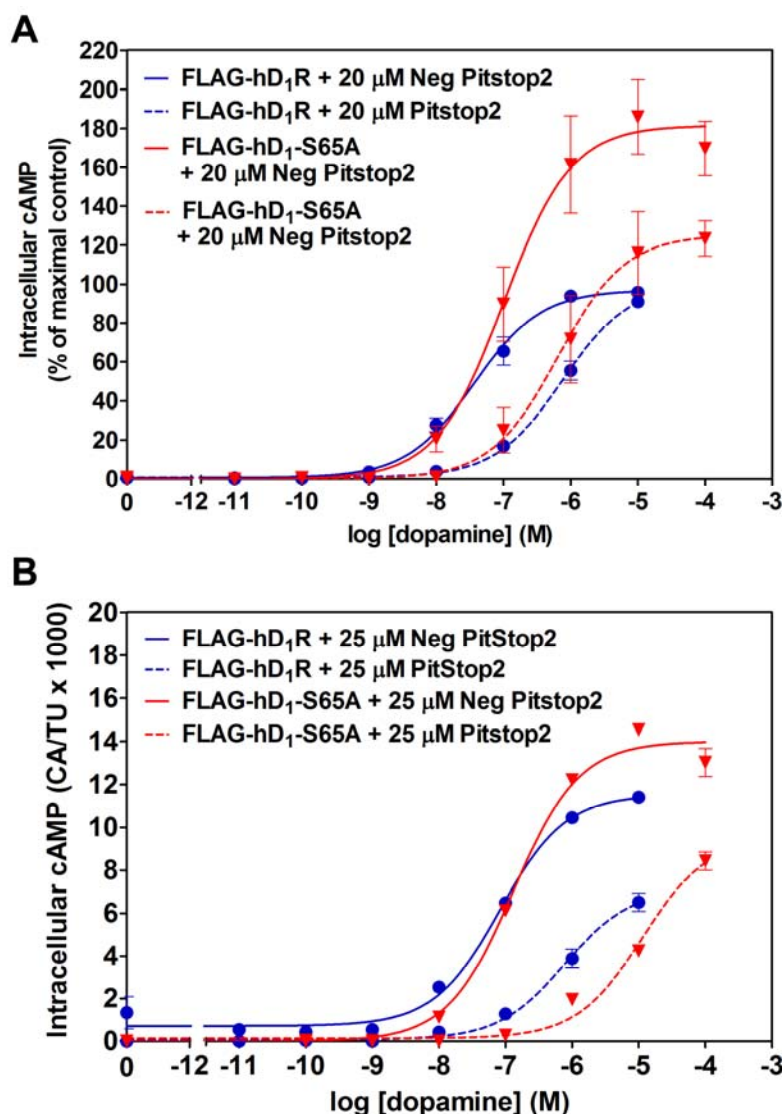 A
Intracellular cAMP
(% of maximal control)
220
200
180
160
140
120
100
80
60
40
20
0
FLAG-hD₁R + 20 μM Neg Pitstop2
FLAG-hD₁R + 20 μM Pitstop2
FLAG-hD₁-S65A
+ 20 μM Neg Pitstop2
FLAG-hD₁-S65A
+ 20 μM Neg Pitstop2
0 -12 -11 -10 -9 -8 -7 -6 -5 -4 -3
log [dopamine] (M)
B
Intracellular cAMP (CA/TU x 1000)
20
18
16
14
12
10
8
6
4
2
0
FLAG-hD₁R + 25 μM Neg PitStop2
FLAG-hD₁R + 25 μM PitStop2
FLAG-hD₁-S65A + 25 μM Neg Pitstop2
FLAG-hD₁-S65A + 25 μM Pitstop2
0 -12 -11 -10 -9 -8 -7 -6 -5 -4 -3
log [dopamine] (M)